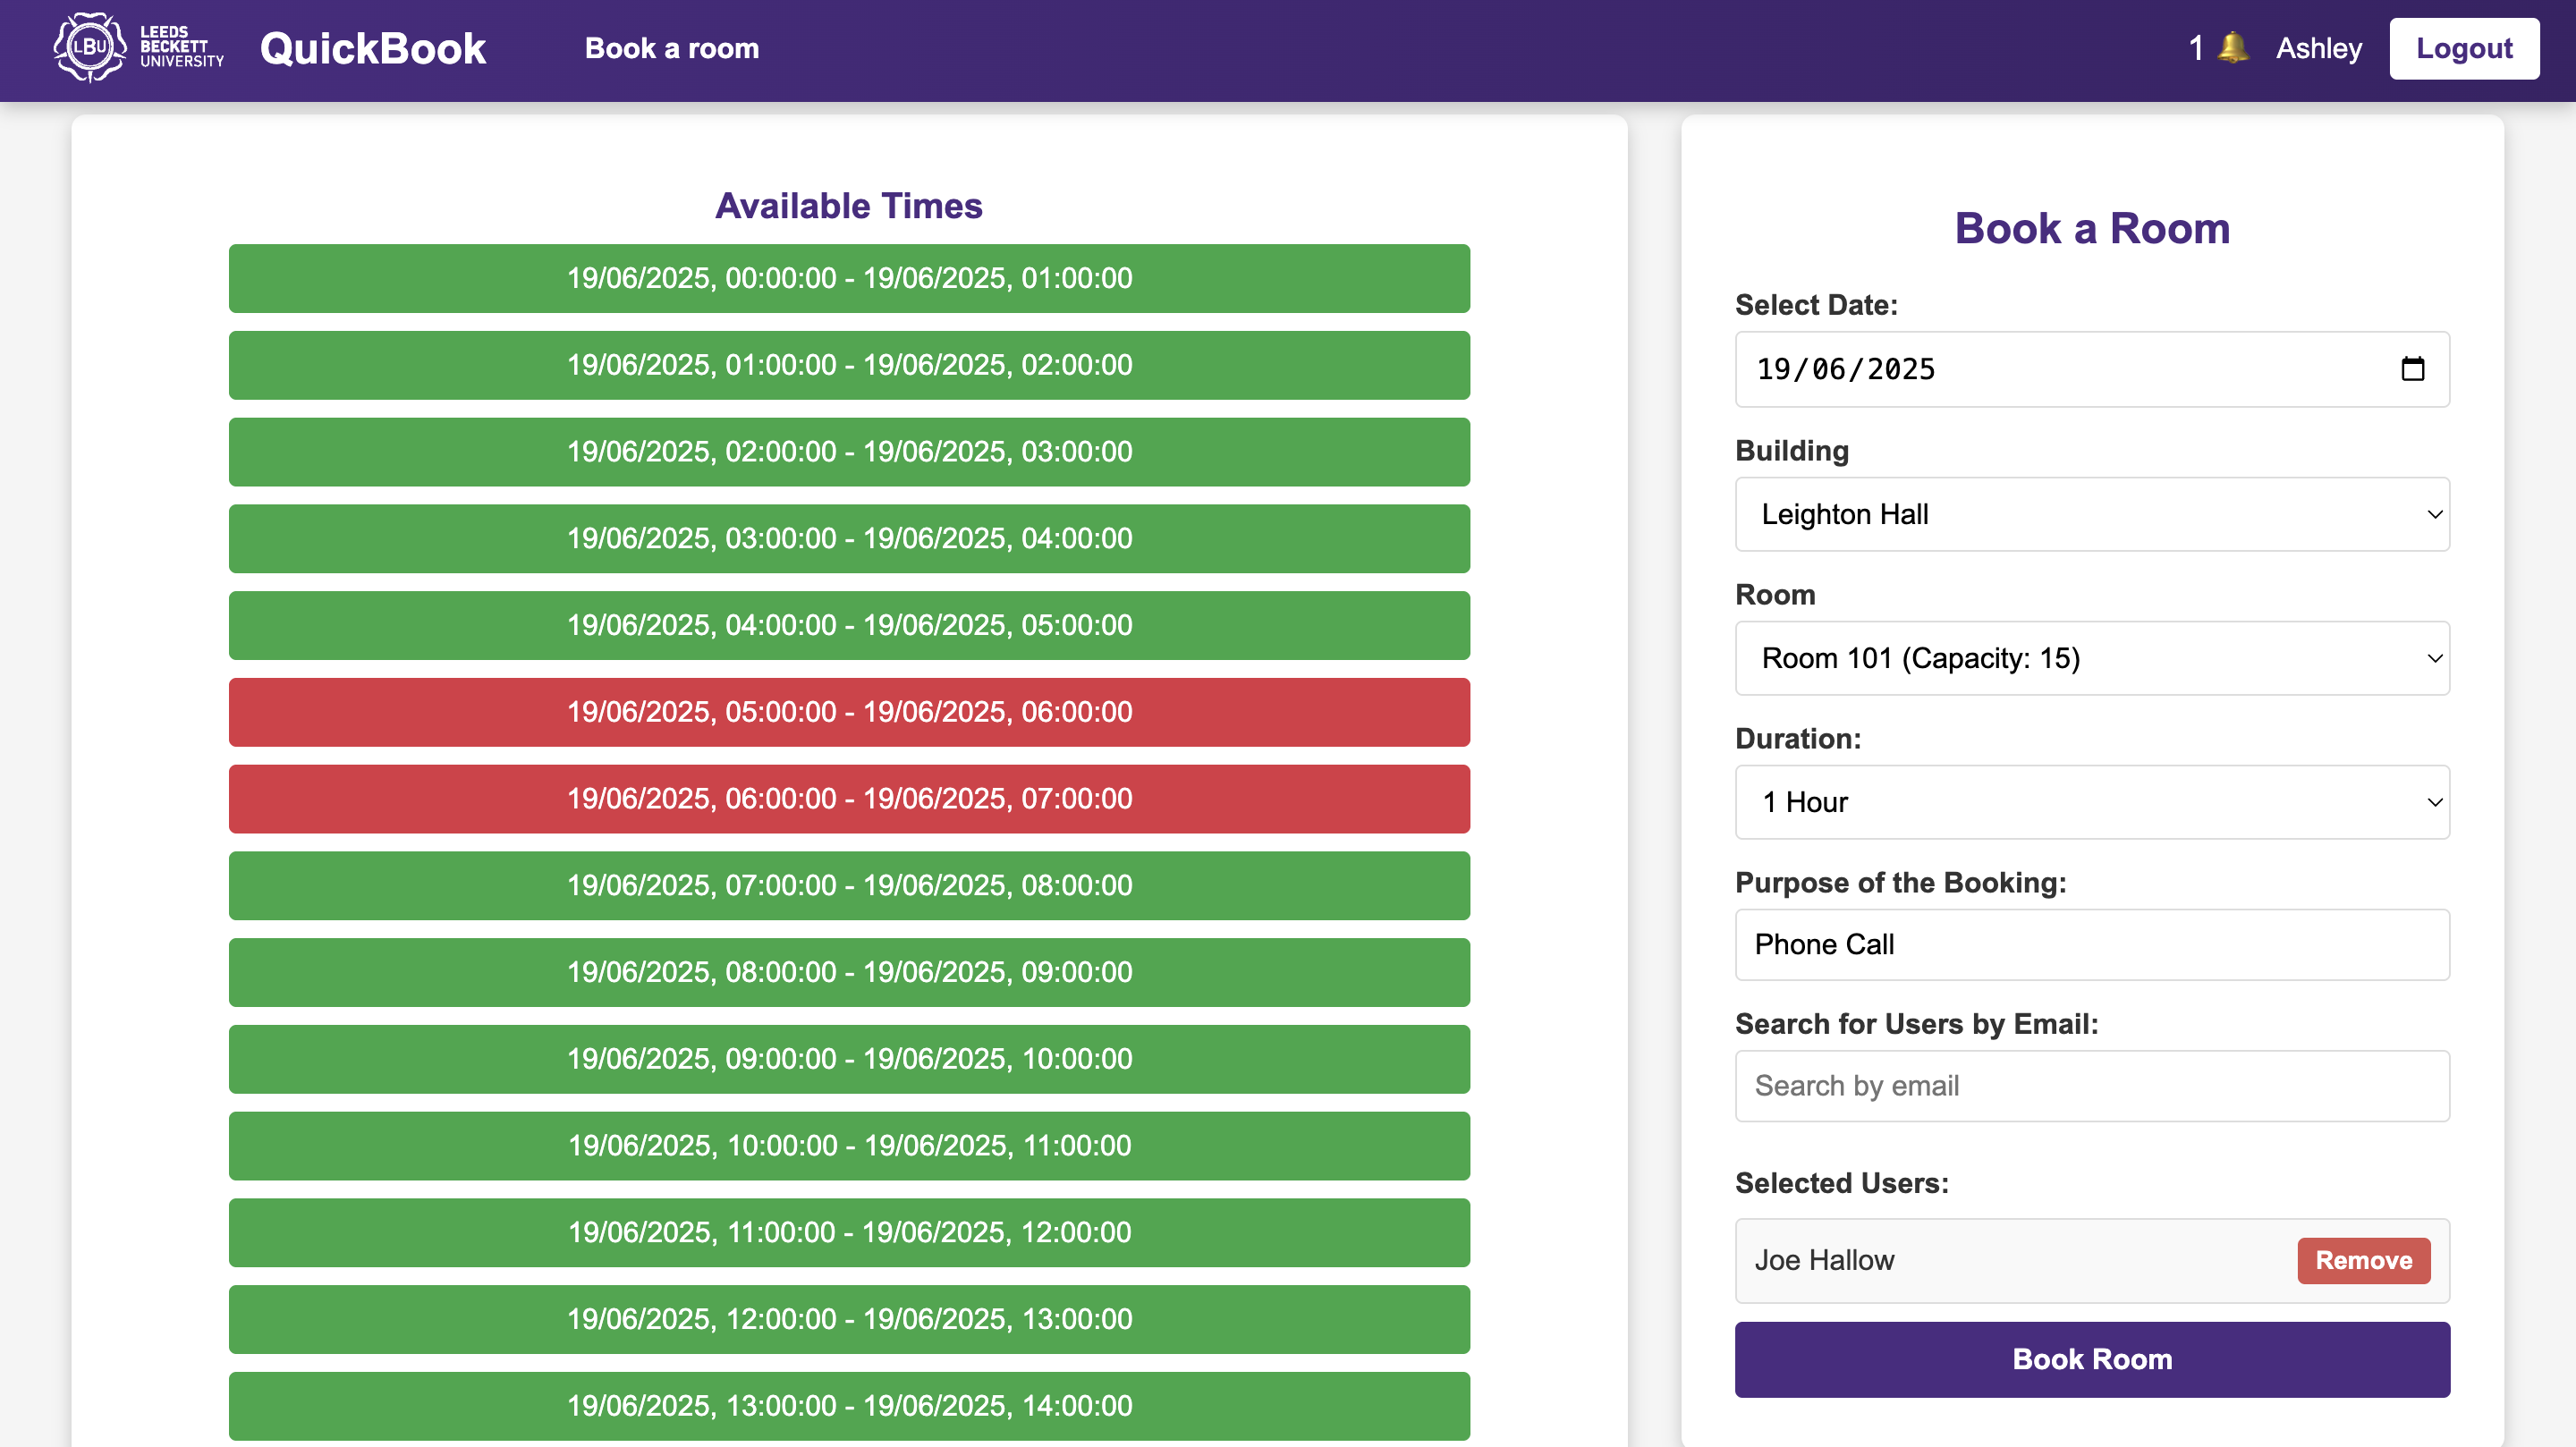 LBU
LEEDS
BECKETT
UNIVERSITY
QuickBook
Book a room
1
Ashley
Logout
Available Times
19/06/2025, 00:00:00 - 19/06/2025, 01:00:00
19/06/2025, 01:00:00 - 19/06/2025, 02:00:00
19/06/2025, 02:00:00 - 19/06/2025, 03:00:00
19/06/2025, 03:00:00 - 19/06/2025, 04:00:00
19/06/2025, 04:00:00 - 19/06/2025, 05:00:00
19/06/2025, 05:00:00 - 19/06/2025, 06:00:00
19/06/2025, 06:00:00 - 19/06/2025, 07:00:00
19/06/2025, 07:00:00 - 19/06/2025, 08:00:00
19/06/2025, 08:00:00 - 19/06/2025, 09:00:00
19/06/2025, 09:00:00 - 19/06/2025, 10:00:00
19/06/2025, 10:00:00 - 19/06/2025, 11:00:00
19/06/2025, 11:00:00 - 19/06/2025, 12:00:00
19/06/2025, 12:00:00 - 19/06/2025, 13:00:00
19/06/2025, 13:00:00 - 19/06/2025, 14:00:00
Book a Room
Select Date:
19/06/2025
Building
Leighton Hall
Room
Room 101 (Capacity: 15)
Duration:
1 Hour
Purpose of the Booking:
Phone Call
Search for Users by Email:
Search by email
Selected Users:
Joe Hallow
Remove
Book Room